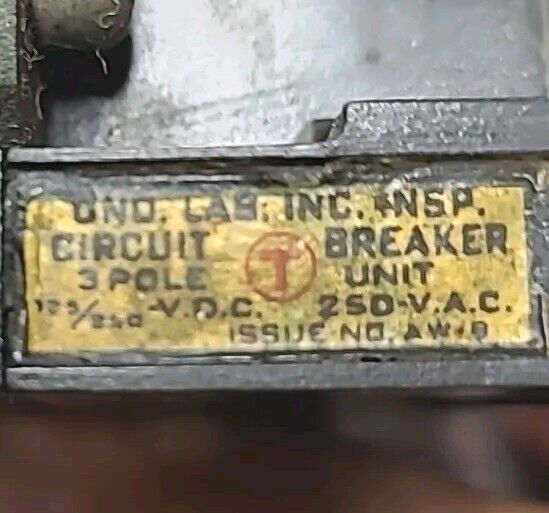 UND. LAB. INC. INSP.
CIRCUIT T BREAKER
3 POLE UNIT
125/250-V.D.C. 250-V.A.C.
ISSUE NO.